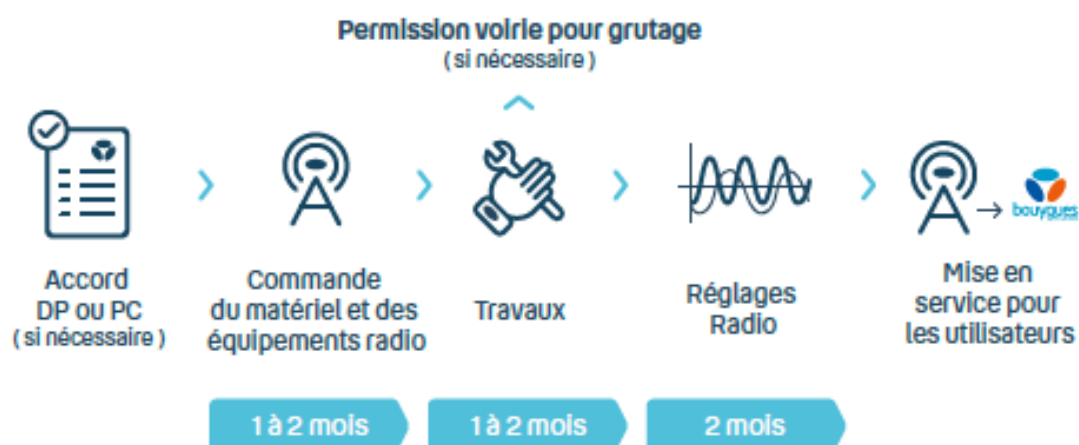 Permission voirie pour grutage
( si nécessaire )
Accord
DP ou PC
( si nécessaire )
Commande
du matériel et des
équipements radio
Travaux
Réglages
Radio
bouygues
Mise en
service pour
les utilisateurs
1 à 2 mois
1 à 2 mois
2 mois